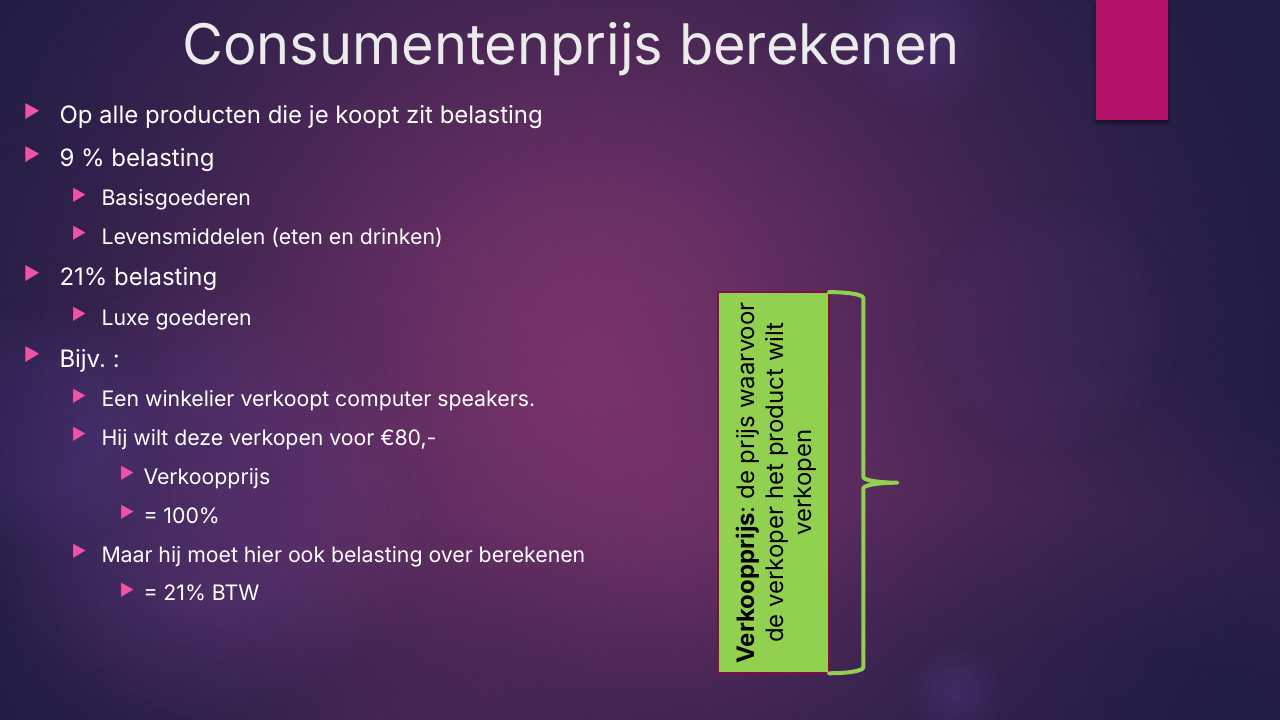 Consumentenprijs berekenen
Op alle producten die je koopt zit belasting
9 % belasting
Basisgoederen
Levensmiddelen (eten en drinken)
21% belasting
Luxe goederen
Bijv. :
Een winkelier verkoopt computer speakers.
Hij wilt deze verkopen voor €80,-
Verkoopprijs
= 100%
Maar hij moet hier ook belasting over berekenen
= 21% BTW
Verkoopprijs: de prijs waarvoor
de verkoper het product wilt
verkopen